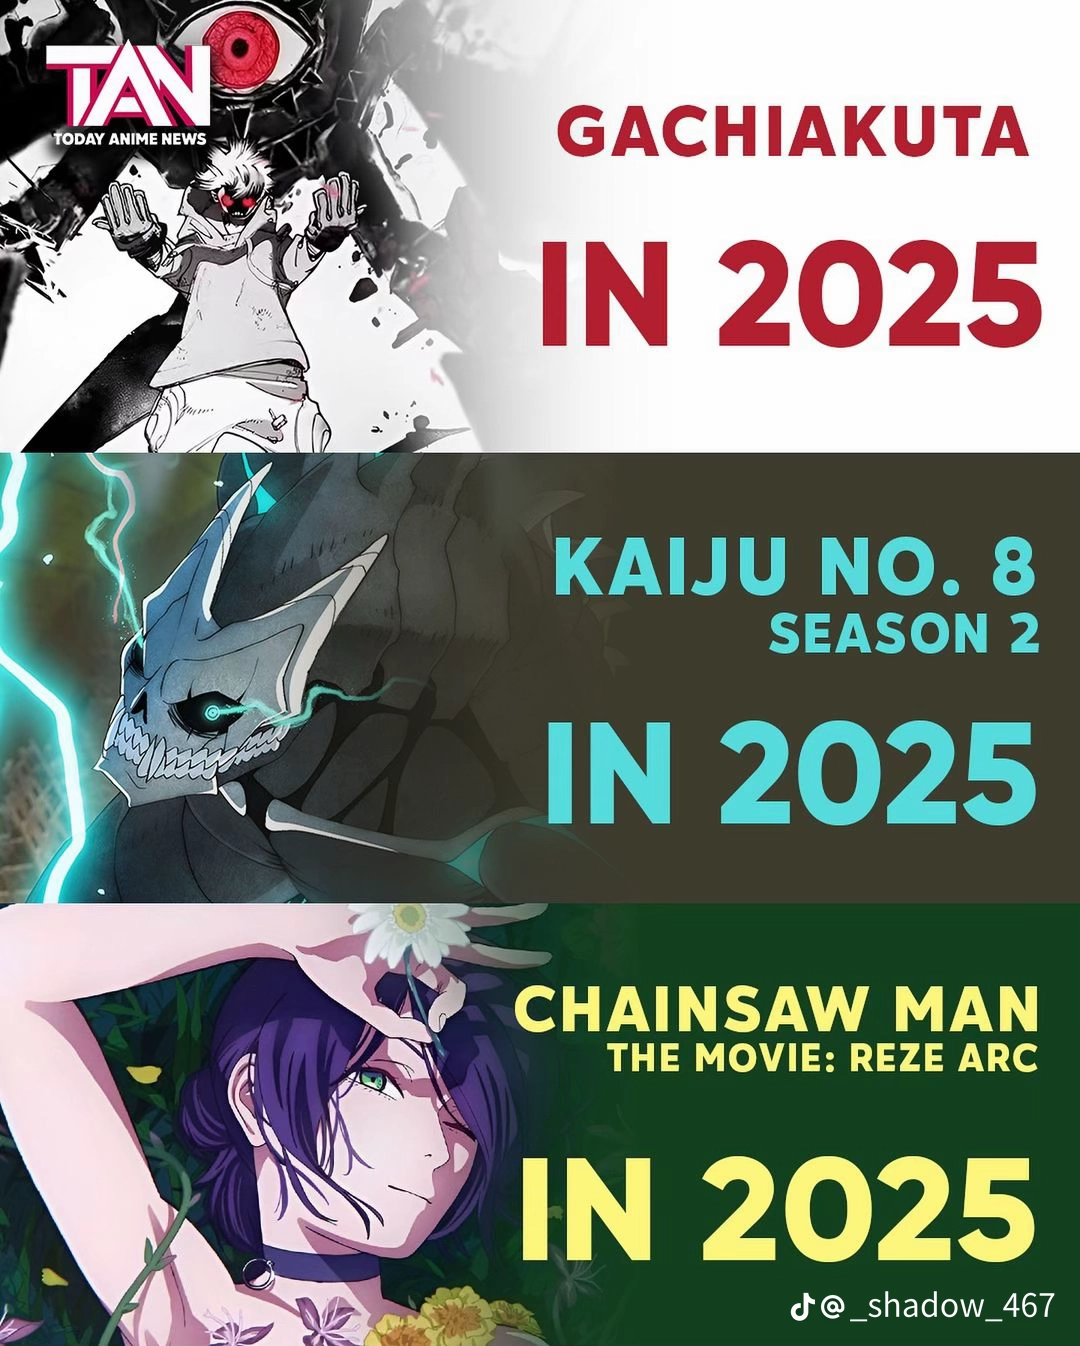 TAN
TODAY ANIME NEWS
GACHIAKUTA
IN 2025
KAIJU NO. 8
SEASON 2
IN 2025
CHAINSAW MAN
THE MOVIE: REZE ARC
IN 2025
@_shadow_467